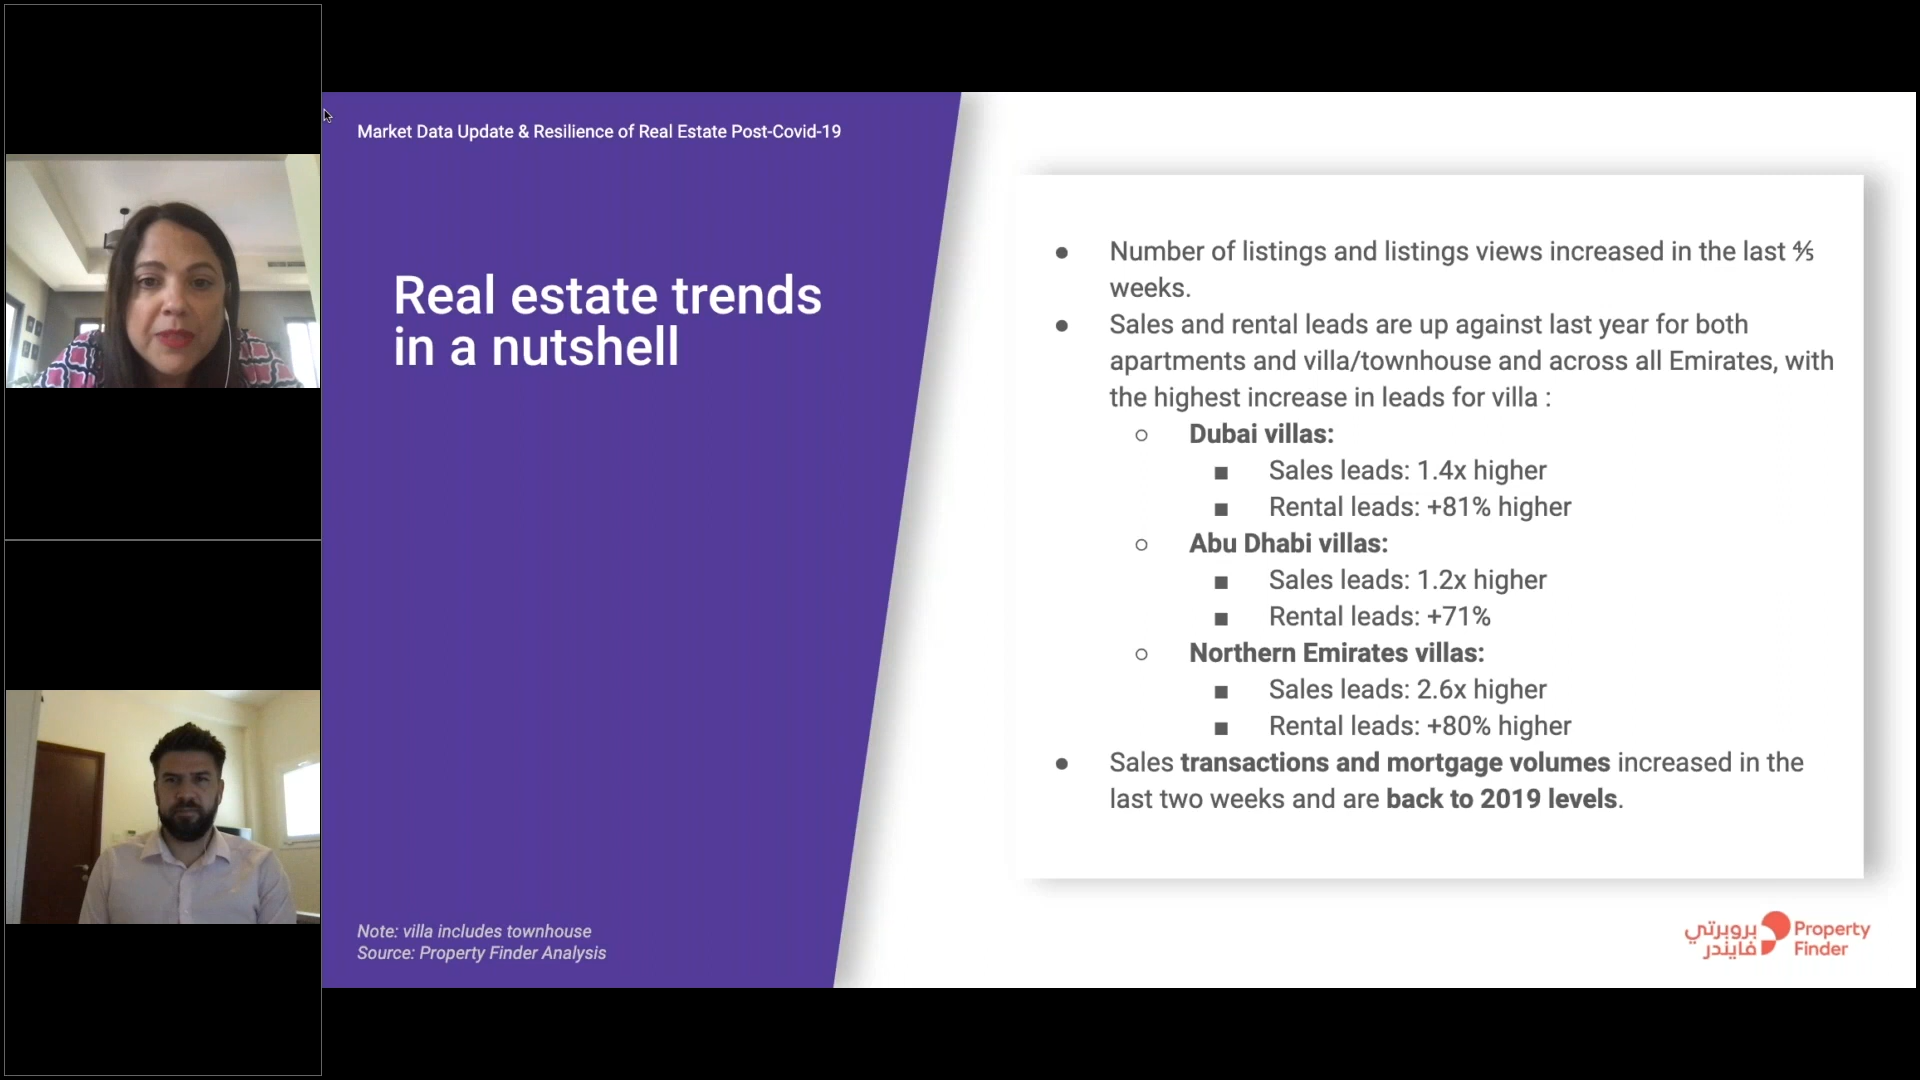 Market Data Update & Resilience of Real Estate Post-Covid-19
Real estate trends
in a nutshell
Note: villa includes townhouse
Source: Property Finder Analysis
● Number of listings and listings views increased in the last ⅘
weeks.
● Sales and rental leads are up against last year for both
apartments and villa/townhouse and across all Emirates, with
the highest increase in leads for villa :
○ Dubai villas:
■ Sales leads: 1.4x higher
■ Rental leads: +81% higher
○ Abu Dhabi villas:
■ Sales leads: 1.2x higher
■ Rental leads: +71%
○ Northern Emirates villas:
■ Sales leads: 2.6x higher
■ Rental leads: +80% higher
● Sales transactions and mortgage volumes increased in the
last two weeks and are back to 2019 levels.
بروبرتي
فايندر
Property
Finder